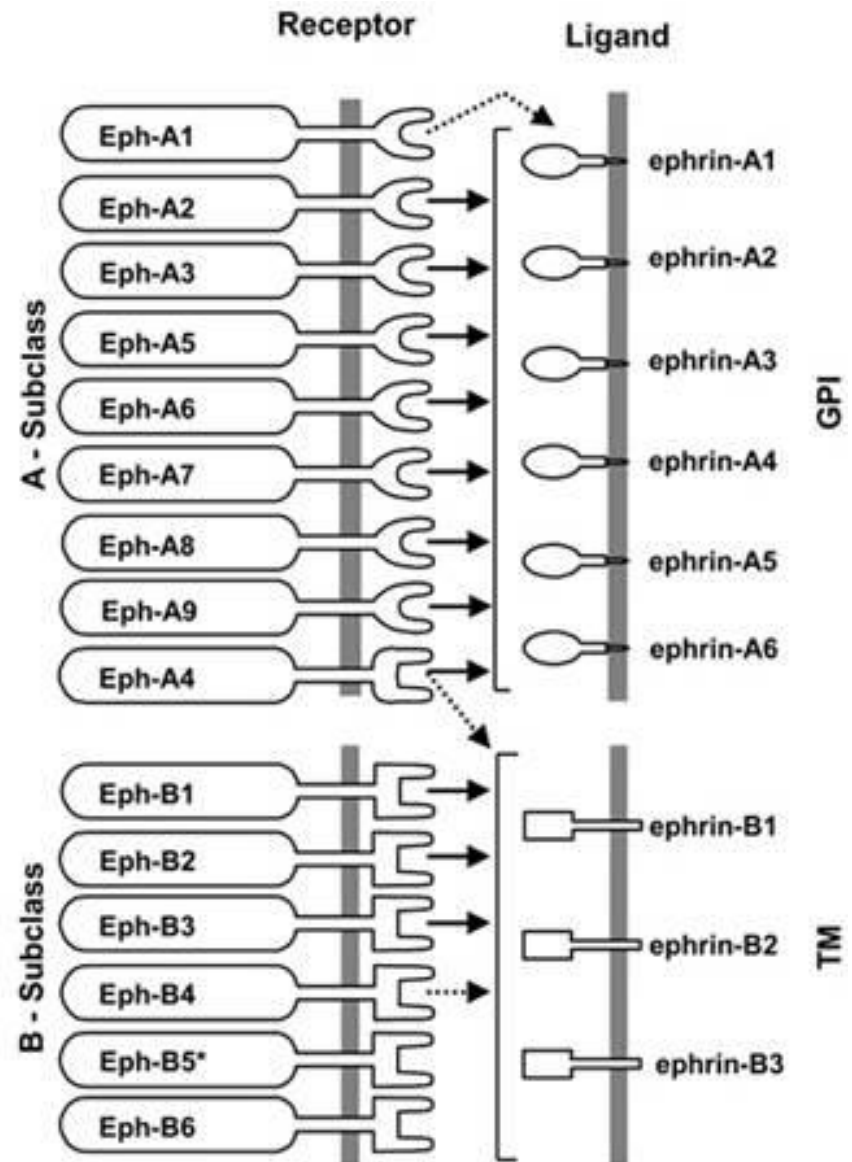 Receptor
Ligand
A - Subclass
Eph-A1
Eph-A2
Eph-A3
Eph-A5
Eph-A6
Eph-A7
Eph-A8
Eph-A9
Eph-A4
ephrin-A1
ephrin-A2
ephrin-A3
ephrin-A4
ephrin-A5
ephrin-A6
GPI
B - Subclass
Eph-B1
Eph-B2
Eph-B3
Eph-B4
Eph-B5*
Eph-B6
ephrin-B1
ephrin-B2
ephrin-B3
TM